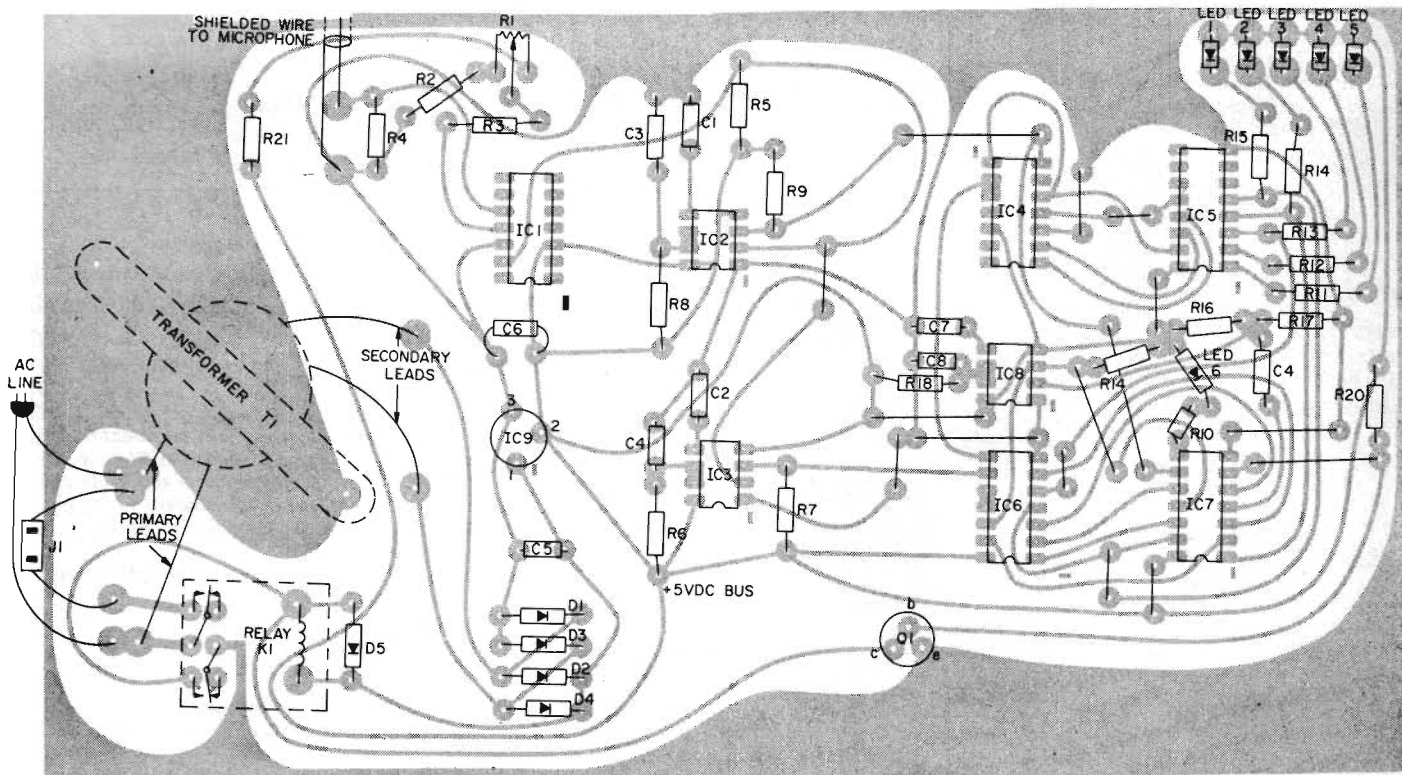 SHIELDED WIRE
TO MICROPHONE
R1
LED
1
LED
2
LED
3
LED
4
LED
5
R2
R21
R4
R3
C3
C1
R5
R15
R14
R9
IC1
IC2
IC4
IC5
R13
R12
R11
R8
C6
C7
R16
R17
TRANSFORMER T1
SECONDARY
LEADS
AC
LINE
C8
R18
IC8
R14
LED
6
C4
R20
C2
3
IC9
2
1
C4
IC3
R10
PRIMARY
LEADS
J1
R6
R7
IC6
IC7
C5
+5VDC BUS
RELAY
K1
D5
D1
D3
D2
D4
b
Q1
c
e